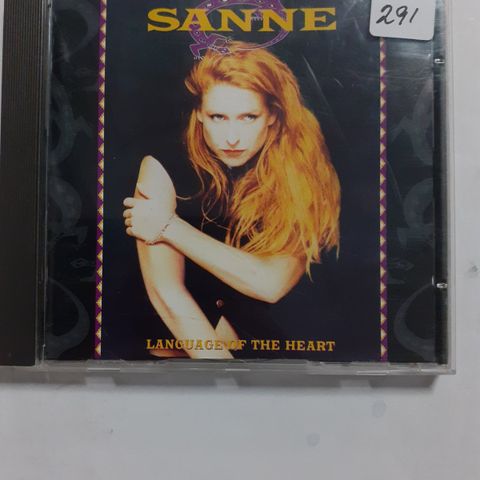 SANNE
291
LANGUAGE OF THE HEART